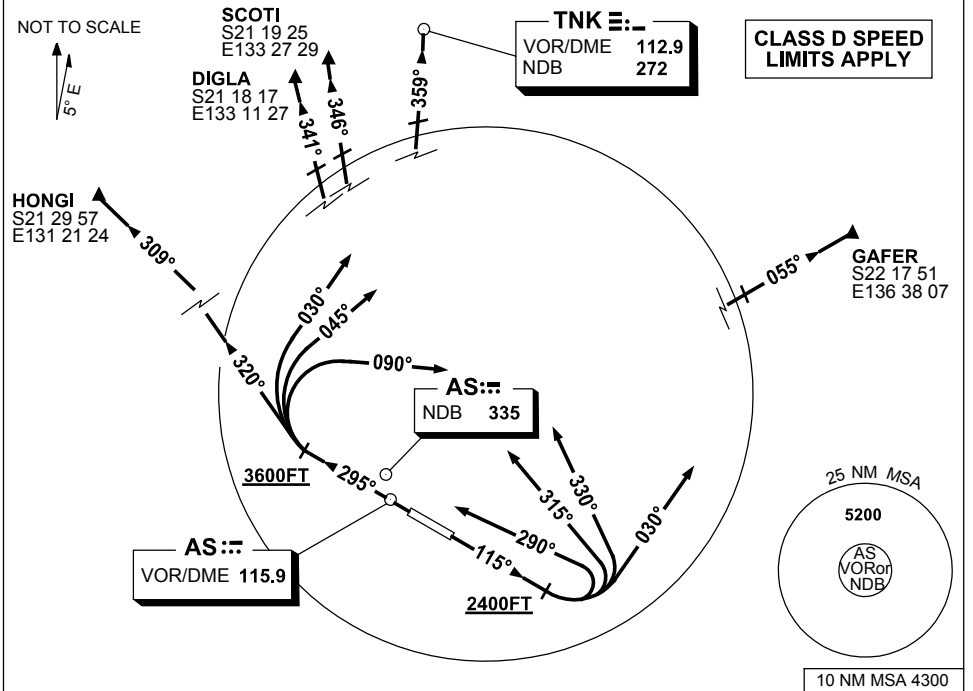 NOT TO SCALE
5° E
SCOTI
S21 19 25
E133 27 29
DIGLA
S21 18 17
E133 11 27
TNK
VOR/DME 112.9
NDB 272
CLASS D SPEED
LIMITS APPLY
359°
346°
341°
HONGI
S21 29 57
E131 21 24
309°
GAFER
S22 17 51
E136 38 07
055°
030°
045°
320°
090°
AS
NDB 335
3600FT
295°
330°
315°
030°
290°
115°
2400FT
AS
VOR/DME 115.9
25 NM MSA
5200
AS
VORor
NDB
10 NM MSA 4300